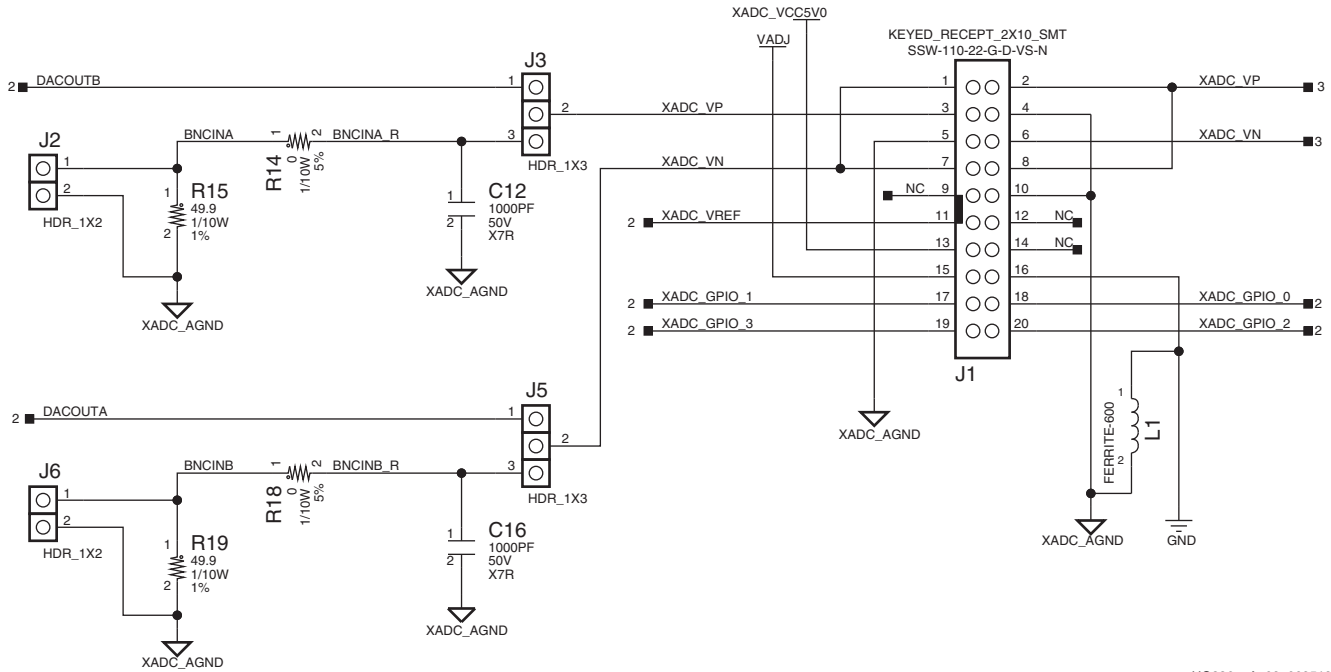 XADC_VCC5V0
VADJ
KEYED_RECEPT_2X10_SMT
SSW-110-22-G-D-VS-N
2 DACOUTB
J3
1
2
3
HDR_1X3
J2
1
2
HDR_1X2
BNCINA
1
2
R14
0
1/10W
5%
BNCINA_R
1
2
R15
49.9
1/10W
1%
XADC_AGND
1
2
C12
1000PF
50V
X7R
XADC_AGND
XADC_VP
XADC_VN
NC
2 XADC_VREF
2 XADC_GPIO_1
2 XADC_GPIO_3
1 2 XADC_VP 3
3 4
5 6 XADC_VN 3
7 8
9 10
11 12 NC
13 14 NC
15 16
17 18 XADC_GPIO_0 2
19 20 XADC_GPIO_2 2
J1
XADC_AGND
FERRITE-600
1
2
L1
XADC_AGND
GND
2 DACOUTA
J5
1
2
3
HDR_1X3
J6
1
2
HDR_1X2
BNCINB
1
2
R18
0
1/10W
5%
BNCINB_R
1
2
R19
49.9
1/10W
1%
XADC_AGND
1
2
C16
1000PF
50V
X7R
XADC_AGND